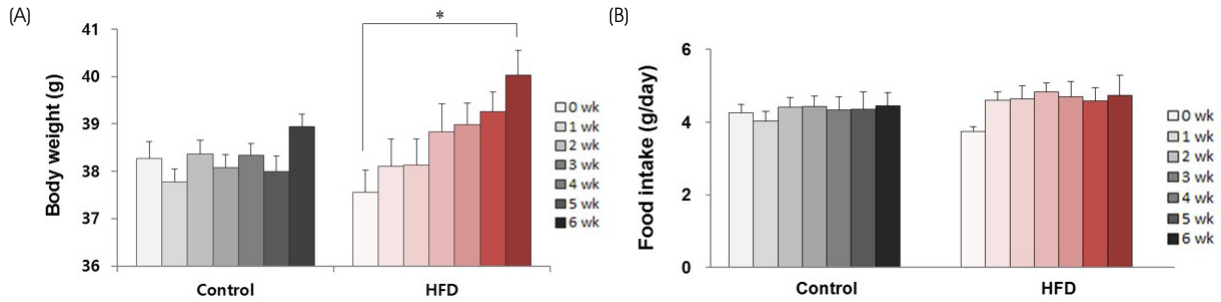 (A)
41
40
39
38
37
36
Body weight (g)
*
Control
HFD
0 wk
1 wk
2 wk
3 wk
4 wk
5 wk
6 wk
(B)
6
4
2
0
Food intake (g/day)
Control
HFD
0 wk
1 wk
2 wk
3 wk
4 wk
5 wk
6 wk